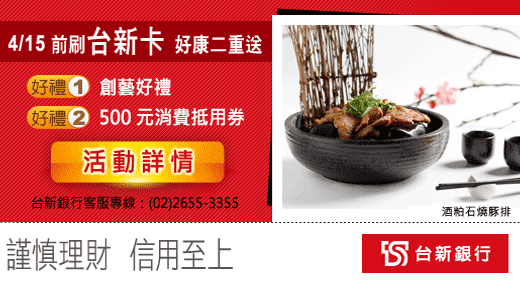 4/15 前刷台新卡 好康二重送
好禮1 創藝好禮
好禮2 500 元消費抵用券
活動詳情
台新銀行客服專線：(02)2655-3355
酒粕石燒豚排
謹慎理財 信用至上
台新銀行